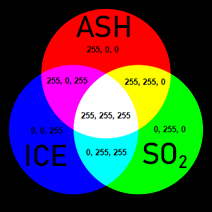 ASH
255, 0, 0
255, 0, 255
255, 255, 0
255, 255, 255
0, 0, 255
0, 255, 0
ICE
0, 255, 255
SO₂